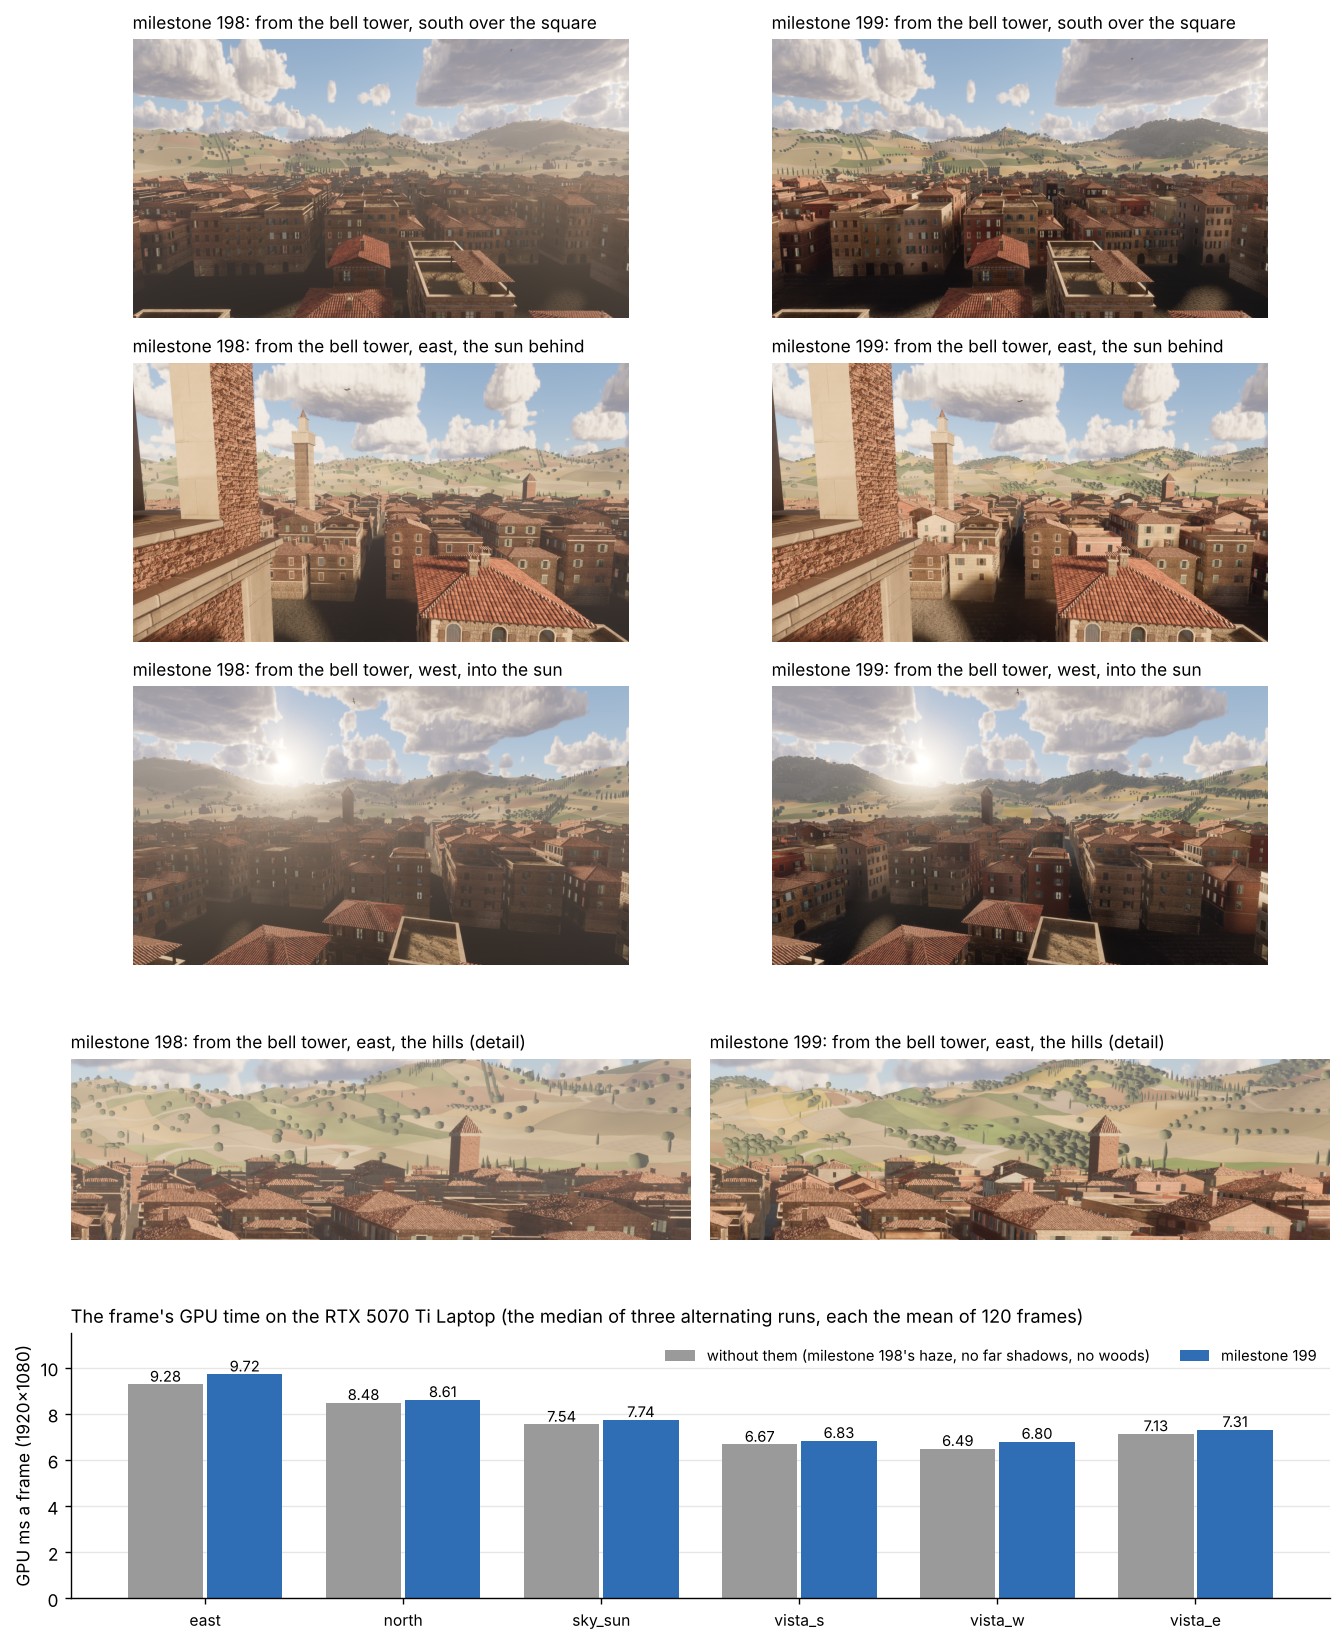 milestone 198: from the bell tower, south over the square
milestone 199: from the bell tower, south over the square
milestone 198: from the bell tower, east, the sun behind
milestone 199: from the bell tower, east, the sun behind
milestone 198: from the bell tower, west, into the sun
milestone 199: from the bell tower, west, into the sun
milestone 198: from the bell tower, east, the hills (detail)
milestone 199: from the bell tower, east, the hills (detail)
The frame's GPU time on the RTX 5070 Ti Laptop (the median of three alternating runs, each the mean of 120 frames)
without them (milestone 198's haze, no far shadows, no woods)
milestone 199
GPU ms a frame (1920×1080)
10
8
6
4
2
0
9.28
9.72
8.48
8.61
7.54
7.74
6.67
6.83
6.49
6.80
7.13
7.31
east
north
sky_sun
vista_s
vista_w
vista_e